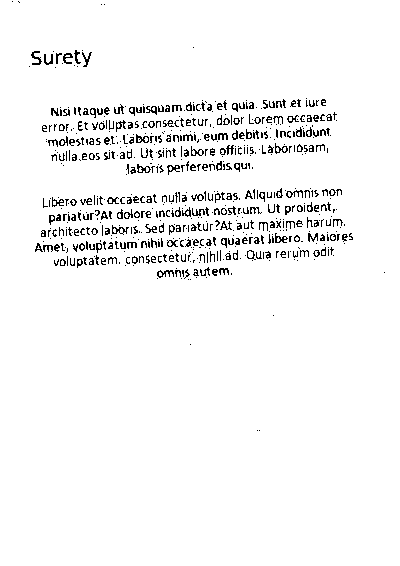 Surety
Nisi itaque ut quisquam dicta et quia. Sunt et iure
error. Et voluptas consectetur, dolor Lorem occaecat
molestias et. Laboris animi, eum debitis. Incididunt
nulla eos sit ad. Ut sint labore officiis. Laboriosam,
laboris perferendis qui.
Libero velit occaecat nulla voluptas. Aliquid omnis non
pariatur?At dolore incididunt nostrum. Ut proident,
architecto laboris. Sed pariatur?At aut maxime harum.
Amet, voluptatum nihil occaecat quaerat libero. Maiores
voluptatem, consectetur, nihil ad. Quia rerum odit
omnis autem.